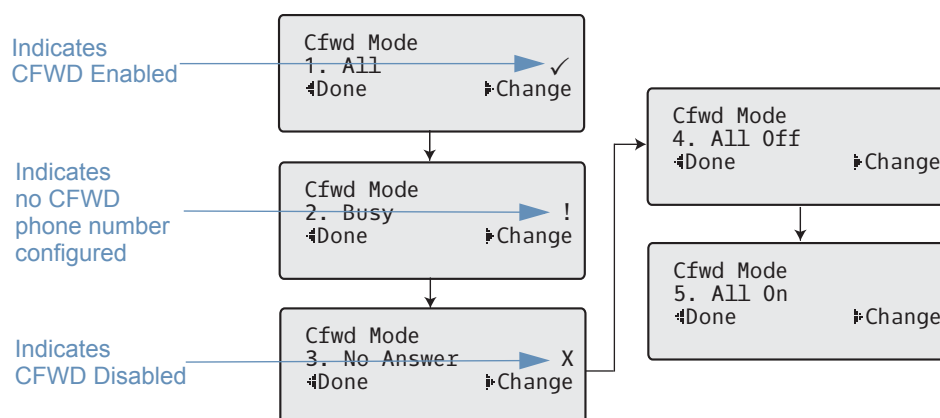 Indicates
CFWD Enabled
Cfwd Mode
1. All ✓
Done Change
Indicates
no CFWD
phone number
configured
Cfwd Mode
2. Busy !
Done Change
Indicates
CFWD Disabled
Cfwd Mode
3. No Answer X
Done Change
Cfwd Mode
4. All Off
Done Change
Cfwd Mode
5. All On
Done Change